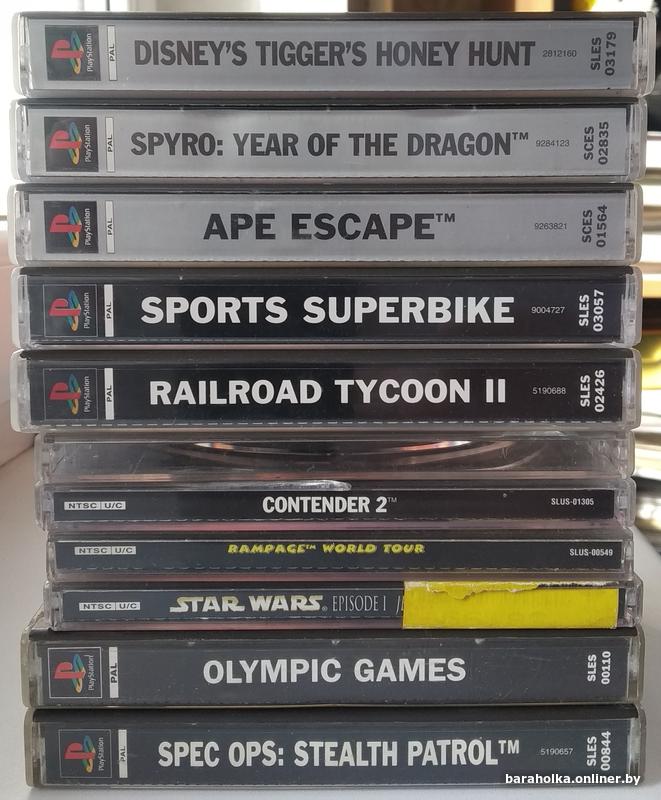 PlayStation PAL DISNEY'S TIGGER'S HONEY HUNT 2812160 SLES 03179
PlayStation PAL SPYRO: YEAR OF THE DRAGON™ 9284123 SCES 02835
PlayStation PAL APE ESCAPE™ 9263821 SCES 01564
PlayStation PAL SPORTS SUPERBIKE 9004727 SLES 03057
PlayStation PAL RAILROAD TYCOON II 5190688 SLES 02426
NTSC U/C CONTENDER 2™ SLUS-01305
NTSC U/C RAMPAGE™ WORLD TOUR SLUS-00549
NTSC U/C STAR WARS® EPISODE I
PlayStation PAL OLYMPIC GAMES SLES 00110
PlayStation PAL SPEC OPS: STEALTH PATROL™ 5190657 SLES 00844
baraholka.onliner.by